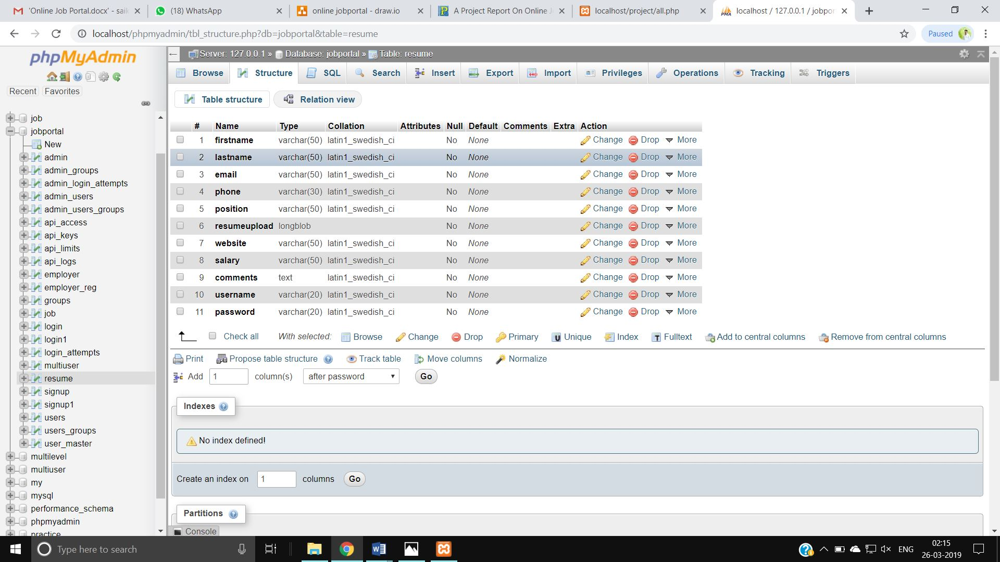 'Online Job Portal.docx' - saik
(18) WhatsApp
online jobportal - draw.io
A Project Report On Online J
localhost/project/all.php
localhost / 127.0.0.1 / jobpor
localhost/phpmyadmin/tbl_structure.php?db=jobportal&table=resume
Paused
phpMyAdmin
Recent Favorites
job
jobportal
New
admin
admin_groups
admin_login_attempts
admin_users
admin_users_groups
api_access
api_keys
api_limits
api_logs
employer
employer_reg
groups
job
login
login1
login_attempts
multiuser
resume
signup
signup1
users
users_groups
user_master
multilevel
multiuser
my
mysql
performance_schema
phpmyadmin
practice
Server: 127.0.0.1 » Database: jobportal » Table: resume
Browse Structure SQL Search Insert Export Import Privileges Operations Tracking Triggers
Table structure Relation view
# Name Type Collation Attributes Null Default Comments Extra Action
1 firstname varchar(50) latin1_swedish_ci No None Change Drop More
2 lastname varchar(50) latin1_swedish_ci No None Change Drop More
3 email varchar(50) latin1_swedish_ci No None Change Drop More
4 phone varchar(30) latin1_swedish_ci No None Change Drop More
5 position varchar(50) latin1_swedish_ci No None Change Drop More
6 resumeupload longblob No None Change Drop More
7 website varchar(50) latin1_swedish_ci No None Change Drop More
8 salary varchar(50) latin1_swedish_ci No None Change Drop More
9 comments text latin1_swedish_ci No None Change Drop More
10 username varchar(20) latin1_swedish_ci No None Change Drop More
11 password varchar(20) latin1_swedish_ci No None Change Drop More
Check all With selected: Browse Change Drop Primary Unique Index Fulltext Add to central columns Remove from central columns
Print Propose table structure Track table Move columns Normalize
Add 1 column(s) after password Go
Indexes
No index defined!
Create an index on 1 columns Go
Partitions
Console
Type here to search
ENG
02:15
26-03-2019